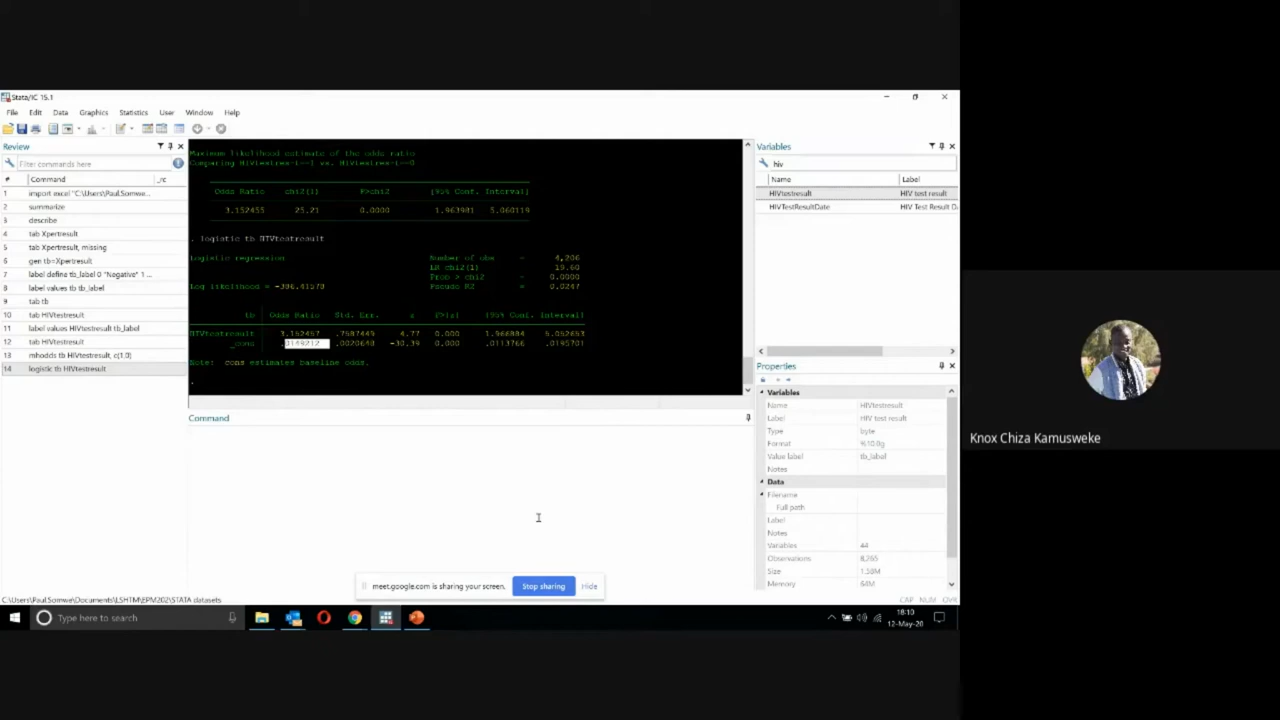 Stata/IC 15.1
File Edit Data Graphics Statistics User Window Help
Review
Filter commands here
# Command _rc
1 import excel "C:\Users\Paul.Somwe...
2 summarize
3 describe
4 tab Xpertresult
5 tab Xpertresult, missing
6 gen tb=Xpertresult
7 label define tb_label 0 "Negative" 1 ...
8 label values tb tb_label
9 tab tb
10 tab HIVtestresult
11 label values HIVtestresult tb_label
12 tab HIVtestresult
13 mhodds tb HIVtestresult, c(1,0)
14 logistic tb HIVtestresult
Maximum likelihood estimate of the odds ratio
Comparing HIVtestres~t==1 vs. HIVtestres~t==0
Odds Ratio chi2(1) P>chi2 [95% Conf. Interval]
3.152455 25.21 0.0000 1.963981 5.060119
. logistic tb HIVtestresult
Logistic regression Number of obs = 4,206
LR chi2(1) = 19.60
Prob > chi2 = 0.0000
Log likelihood = Pseudo R2 = 0.0247
tb Odds Ratio Std. Err. z P>|z| [95% Conf. Interval]
HIVtestresult 3.152457 .7587449 4.77 0.000 1.966884 5.052653
_cons .0149212 .0020648 -30.39 0.000 .0113766 .0195701
Note: _cons estimates baseline odds.
.
Command
Variables
hiv
Name Label
HIVtestresult HIV test result
HIVTestResultDate HIV Test Result D
Properties
Variables
Name HIVtestresult
Label HIV test result
Type byte
Format %10.0g
Value label tb_label
Notes
Data
Filename
Full path
Label
Notes
Variables 44
Observations 8,265
Size 1.58M
Memory 64M
meet.google.com is sharing your screen. Stop sharing Hide
C:\Users\Paul.Somwe\Documents\LSHTM\EPM202\STATA datasets
CAP NUM OVR
Type here to search
18:10
12-May-20
Knox Chiza Kamusweke